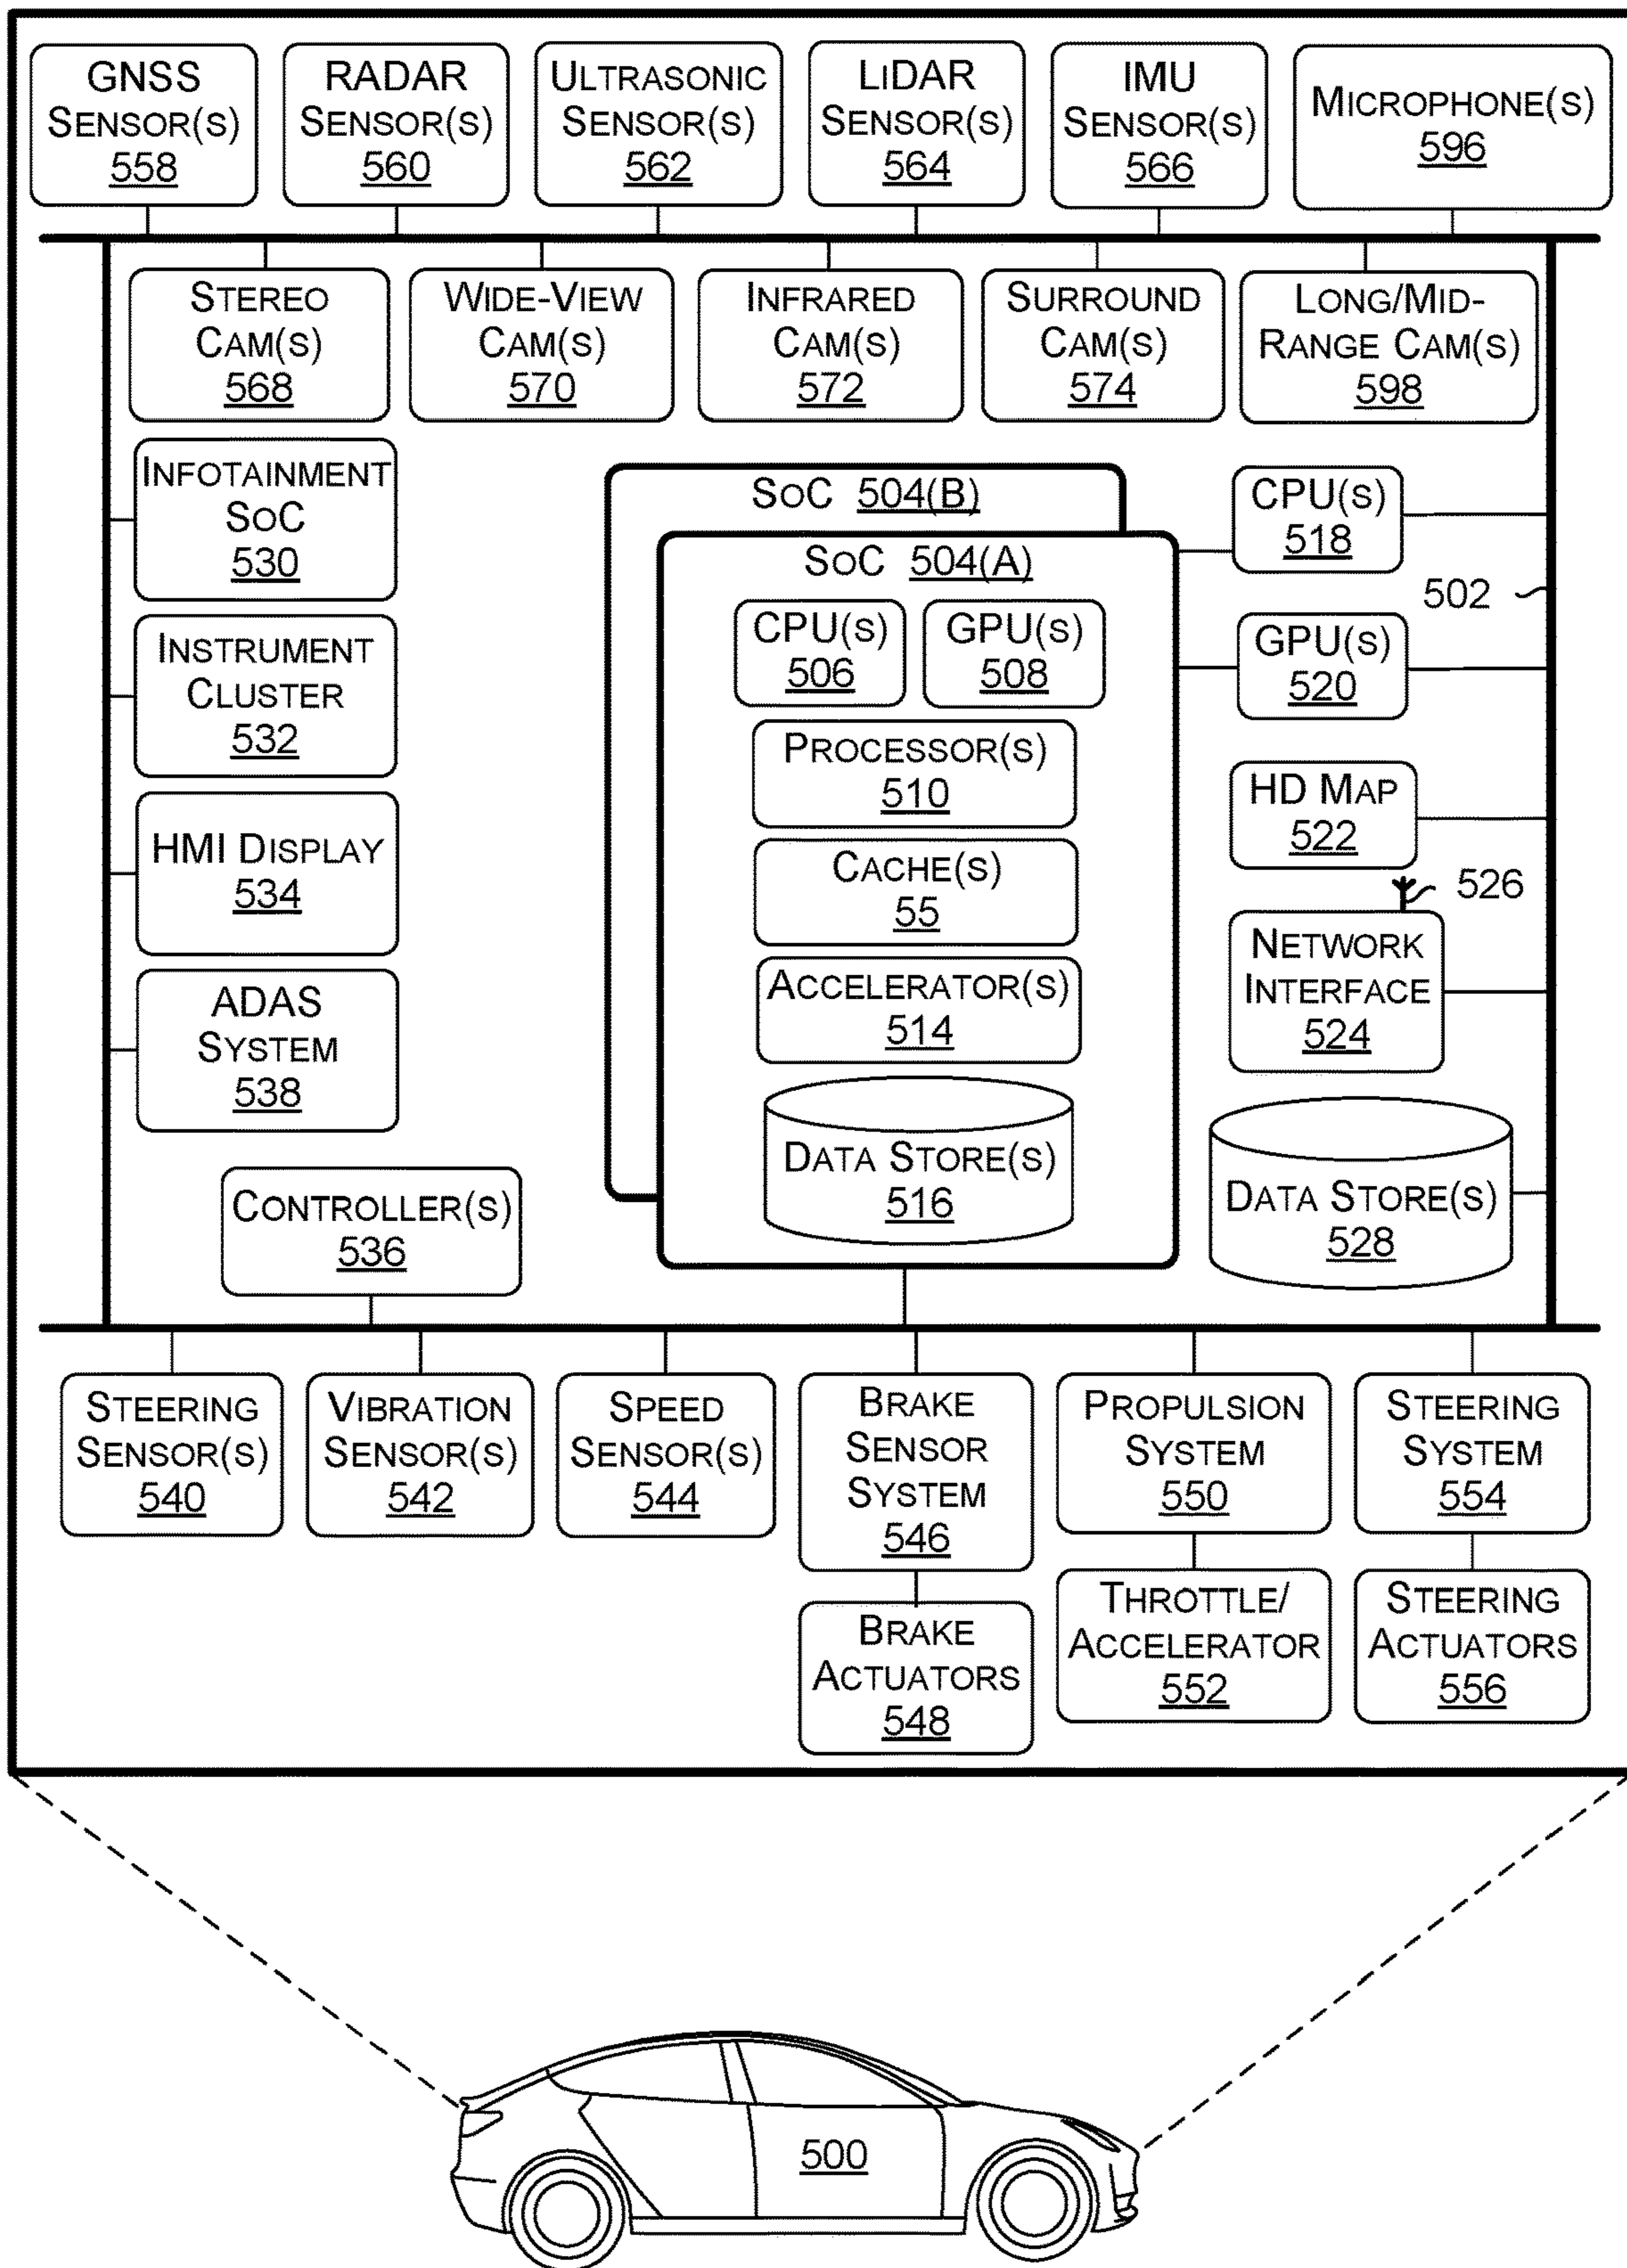 GNSS
SENSOR(S)
558
RADAR
SENSOR(S)
560
ULTRASONIC
SENSOR(S)
562
LIDAR
SENSOR(S)
564
IMU
SENSOR(S)
566
MICROPHONE(S)
596
STEREO
CAM(S)
568
WIDE-VIEW
CAM(S)
570
INFRARED
CAM(S)
572
SURROUND
CAM(S)
574
LONG/MID-
RANGE CAM(S)
598
INFOTAINMENT
SOC
530
INSTRUMENT
CLUSTER
532
HMI DISPLAY
534
ADAS
SYSTEM
538
CONTROLLER(S)
536
SOC 504(B)
SOC 504(A)
CPU(S)
506
GPU(S)
508
PROCESSOR(S)
510
CACHE(S)
55
ACCELERATOR(S)
514
DATA STORE(S)
516
CPU(S)
518
502
GPU(S)
520
HD MAP
522
526
NETWORK
INTERFACE
524
DATA STORE(S)
528
STEERING
SENSOR(S)
540
VIBRATION
SENSOR(S)
542
SPEED
SENSOR(S)
544
BRAKE
SENSOR
SYSTEM
546
PROPULSION
SYSTEM
550
STEERING
SYSTEM
554
BRAKE
ACTUATORS
548
THROTTLE/
ACCELERATOR
552
STEERING
ACTUATORS
556
500